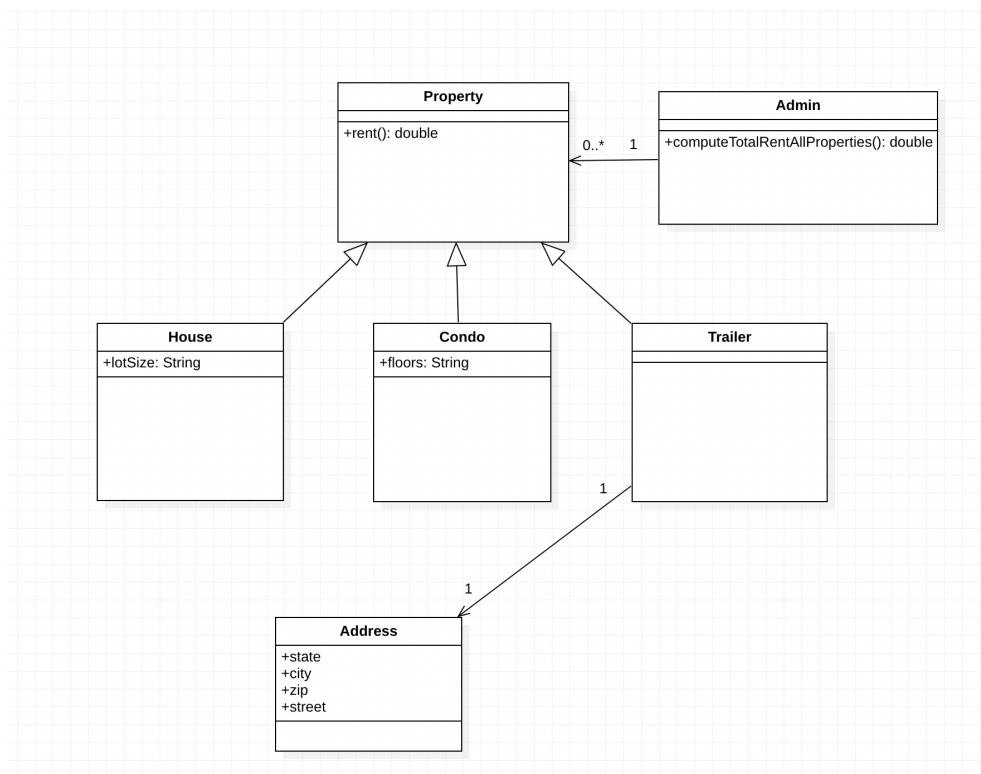 Property
+rent(): double
Admin
+computeTotalRentAllProperties(): double
0..*
1
House
+lotSize: String
Condo
+floors: String
Trailer
1
1
Address
+state
+city
+zip
+street